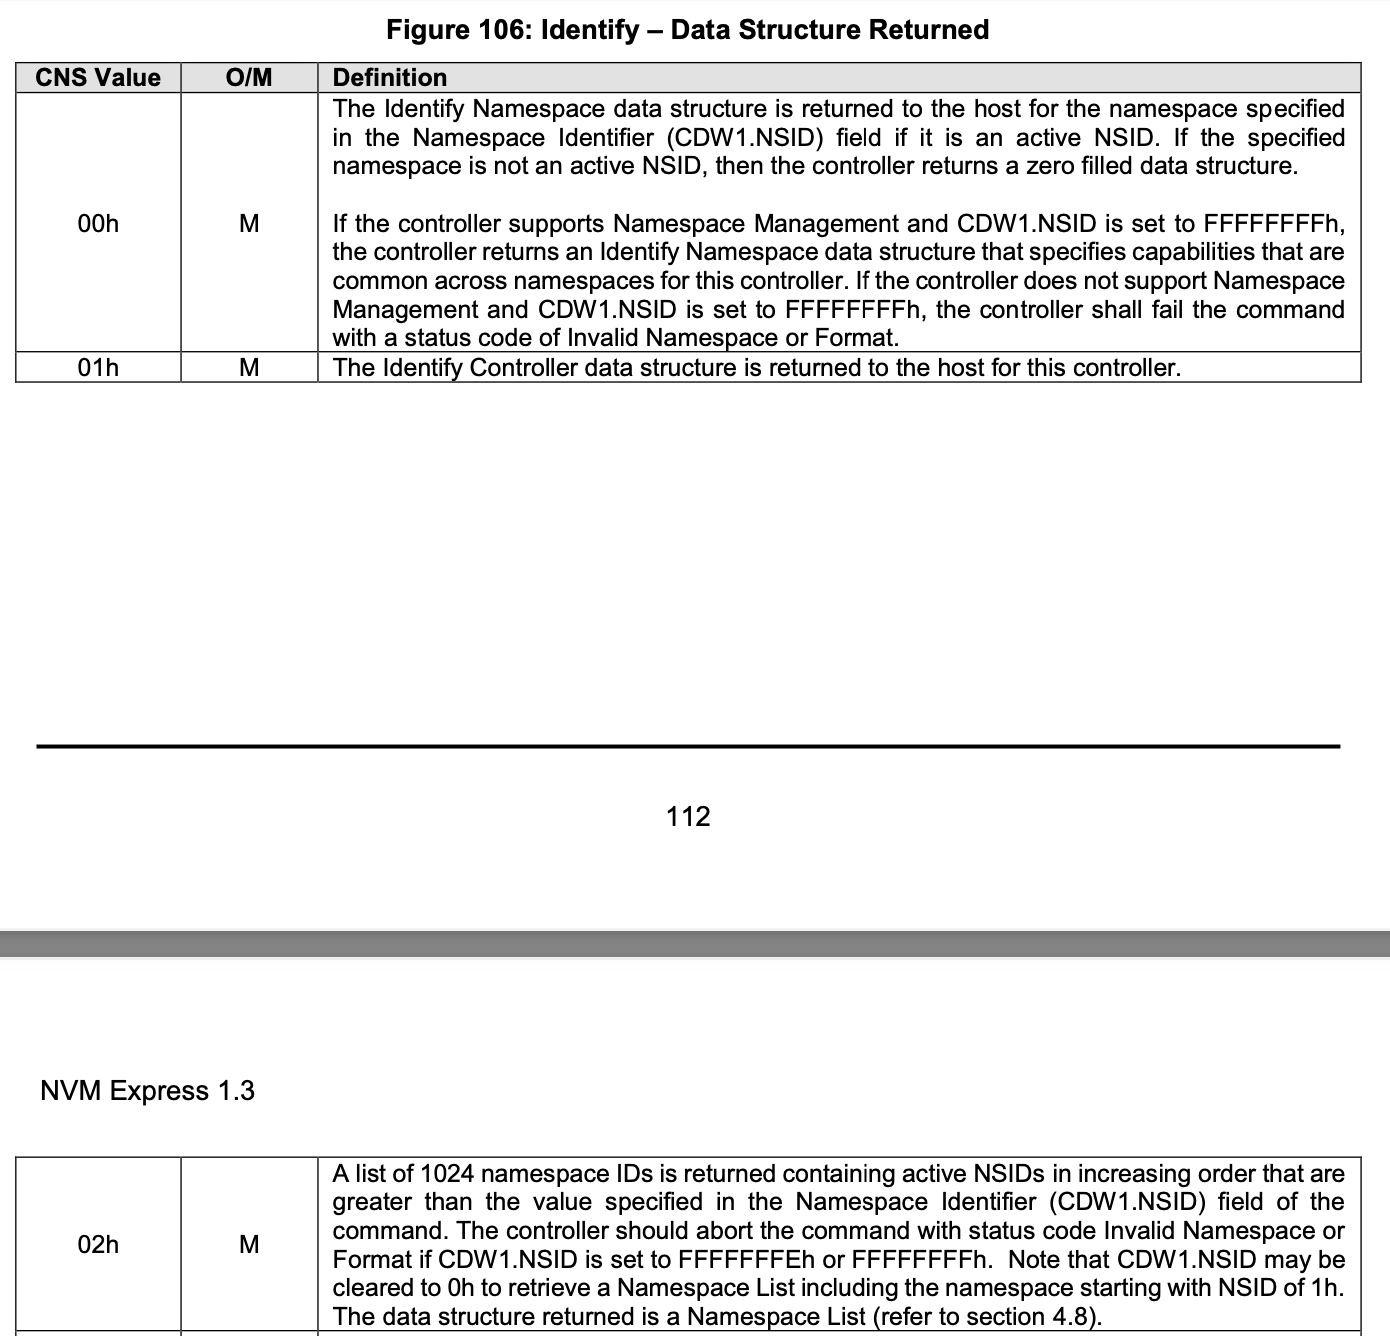 Figure 106: Identify – Data Structure Returned
CNS Value O/M Definition
The Identify Namespace data structure is returned to the host for the namespace specified
in the Namespace Identifier (CDW1.NSID) field if it is an active NSID. If the specified
namespace is not an active NSID, then the controller returns a zero filled data structure.
00h M If the controller supports Namespace Management and CDW1.NSID is set to FFFFFFFFh,
the controller returns an Identify Namespace data structure that specifies capabilities that are
common across namespaces for this controller. If the controller does not support Namespace
Management and CDW1.NSID is set to FFFFFFFFh, the controller shall fail the command
with a status code of Invalid Namespace or Format.
01h M The Identify Controller data structure is returned to the host for this controller.
112
NVM Express 1.3
A list of 1024 namespace IDs is returned containing active NSIDs in increasing order that are
greater than the value specified in the Namespace Identifier (CDW1.NSID) field of the
02h M command. The controller should abort the command with status code Invalid Namespace or
Format if CDW1.NSID is set to FFFFFFFEh or FFFFFFFFh. Note that CDW1.NSID may be
cleared to 0h to retrieve a Namespace List including the namespace starting with NSID of 1h.
The data structure returned is a Namespace List (refer to section 4.8).